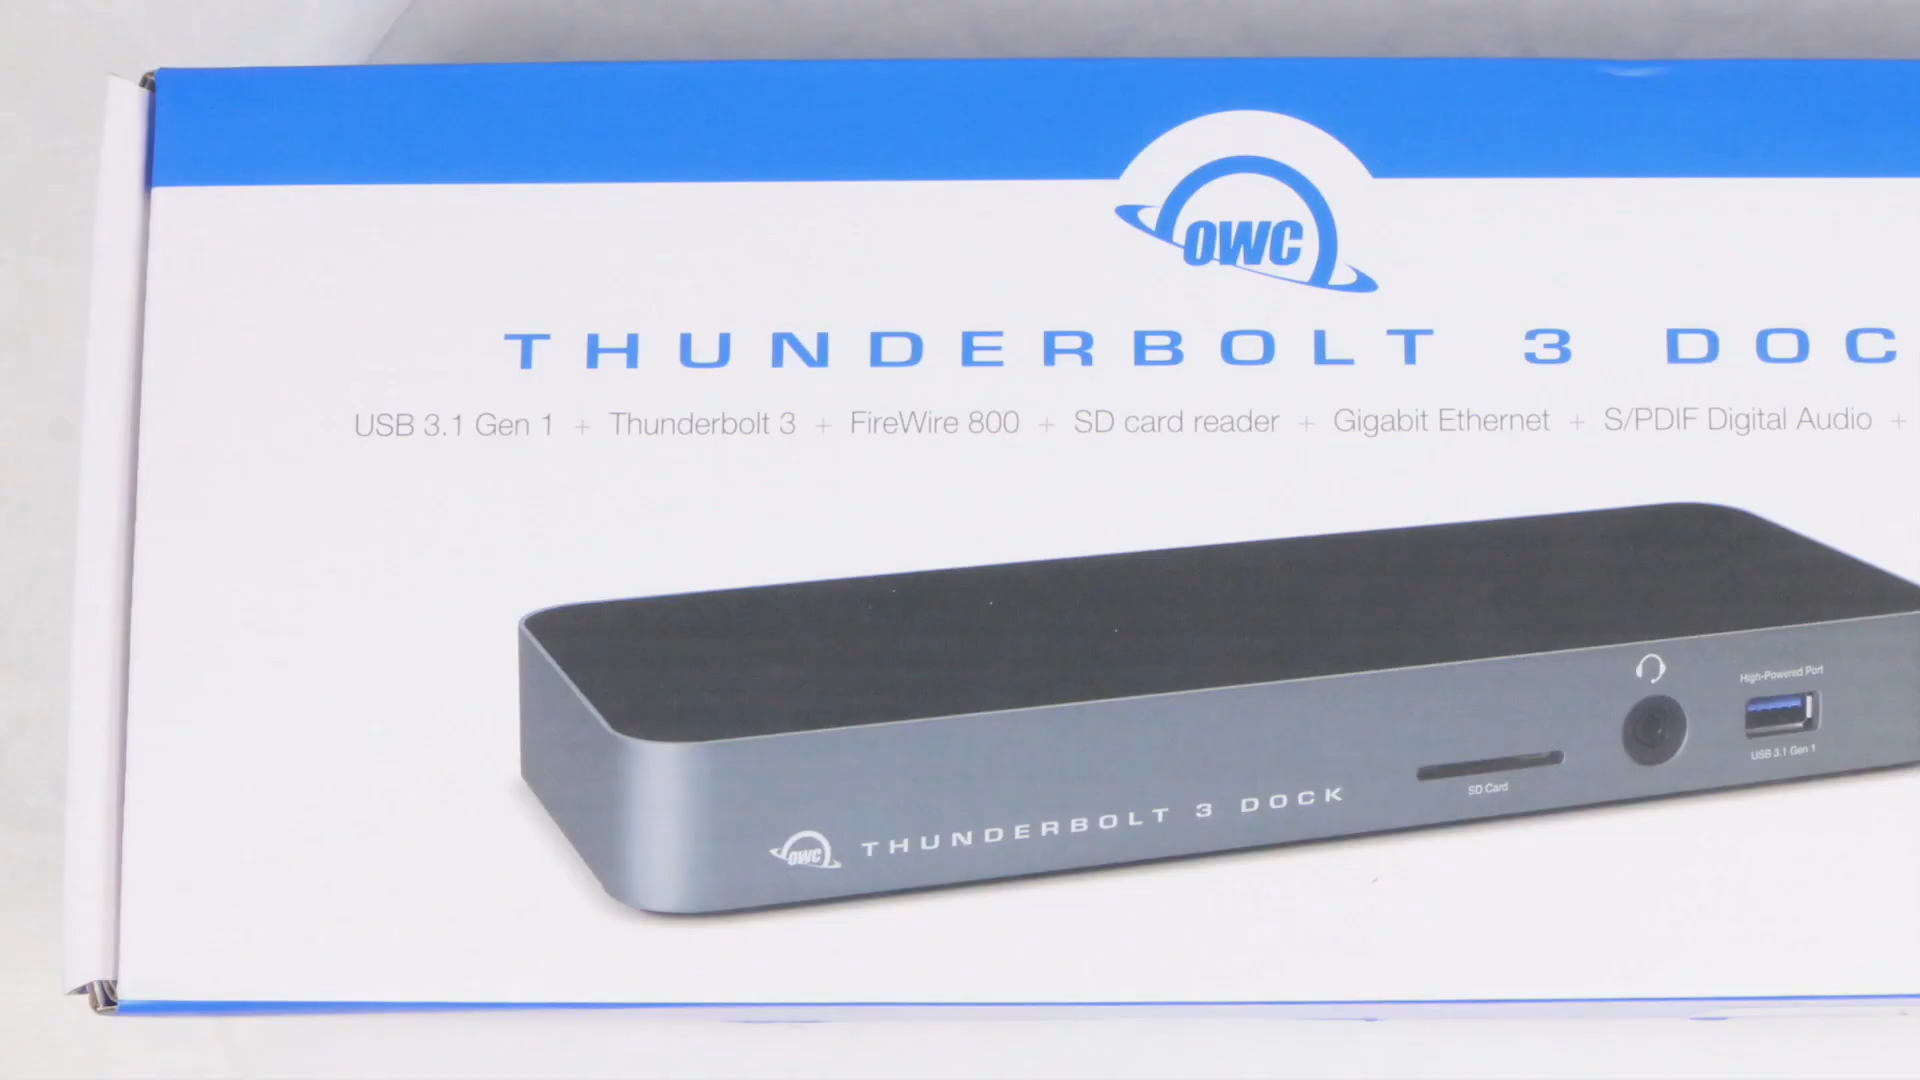 OWC
THUNDERBOLT 3 DOC
USB 3.1 Gen 1 + Thunderbolt 3 + FireWire 800 + SD card reader + Gigabit Ethernet + S/PDIF Digital Audio +
High-Powered Port
USB 3.1 Gen 1
SD Card
OWC THUNDERBOLT 3 DOCK